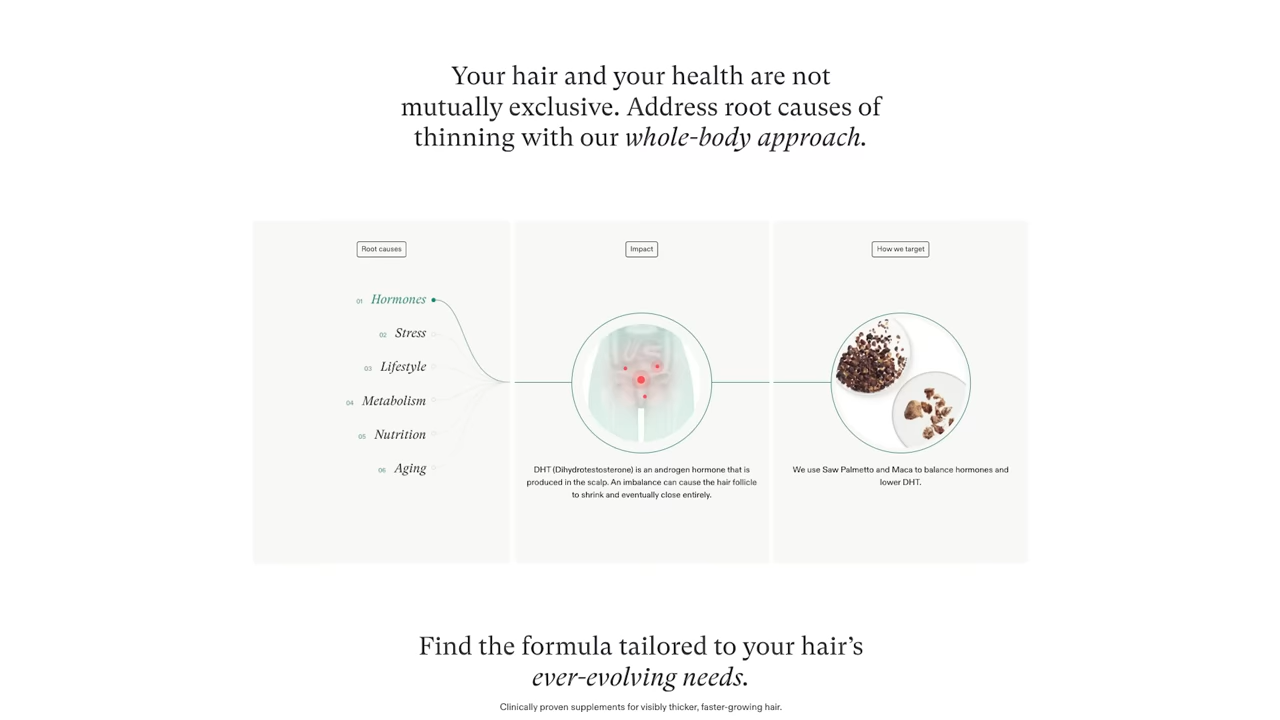 Your hair and your health are not
mutually exclusive. Address root causes of
thinning with our whole-body approach.
Root causes
01 Hormones
02 Stress
03 Lifestyle
04 Metabolism
05 Nutrition
06 Aging
Impact
DHT (Dihydrotestosterone) is an androgen hormone that is
produced in the scalp. An imbalance can cause the hair follicle
to shrink and eventually close entirely.
How we target
We use Saw Palmetto and Maca to balance hormones and
lower DHT.
Find the formula tailored to your hair’s
ever-evolving needs.
Clinically proven supplements for visibly thicker, faster-growing hair.